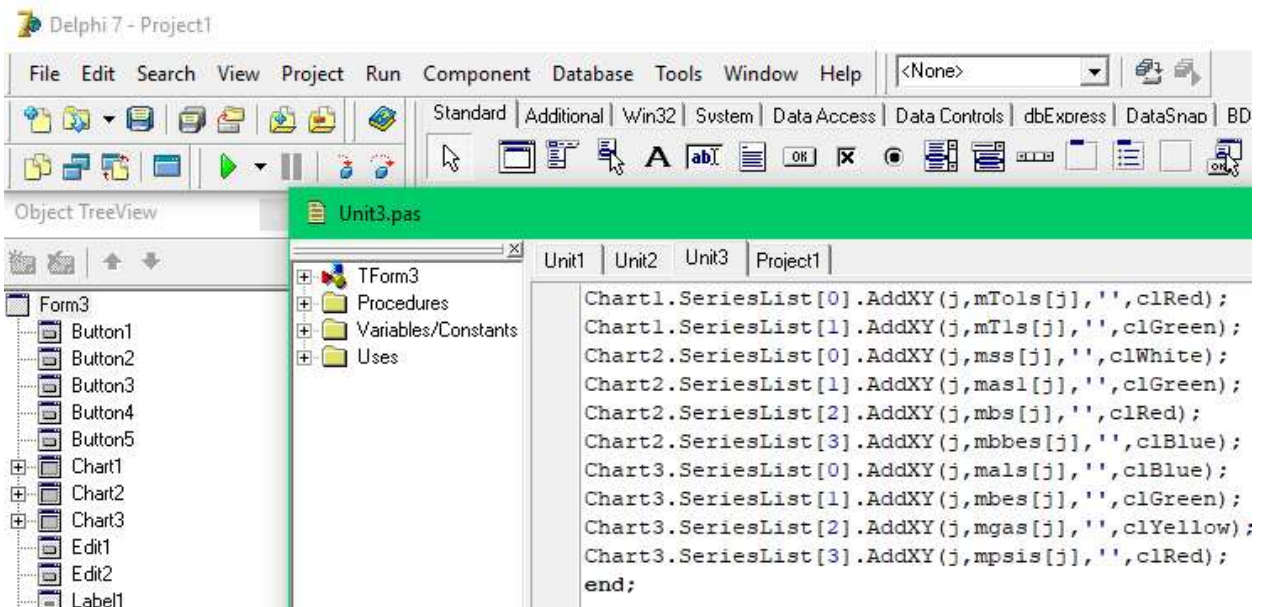 Delphi 7 - Project1
File Edit Search View Project Run Component Database Tools Window Help <None>
Standard Additional Win32 System Data Access Data Controls dbExpress DataSnap BD
Object TreeView
Unit3.pas
Form3
Button1
Button2
Button3
Button4
Button5
Chart1
Chart2
Chart3
Edit1
Edit2
Label1
TForm3
Procedures
Variables/Constants
Uses
Unit1 Unit2 Unit3 Project1
Chart1.SeriesList[0].AddXY(j,mTols[j],'',clRed);
Chart1.SeriesList[1].AddXY(j,mTls[j],'',clGreen);
Chart2.SeriesList[0].AddXY(j,mss[j],'',clWhite);
Chart2.SeriesList[1].AddXY(j,masl[j],'',clGreen);
Chart2.SeriesList[2].AddXY(j,mbs[j],'',clRed);
Chart2.SeriesList[3].AddXY(j,mbbes[j],'',clBlue);
Chart3.SeriesList[0].AddXY(j,mals[j],'',clBlue);
Chart3.SeriesList[1].AddXY(j,mbes[j],'',clGreen);
Chart3.SeriesList[2].AddXY(j,mgas[j],'',clYellow);
Chart3.SeriesList[3].AddXY(j,mpsis[j],'',clRed);
end;